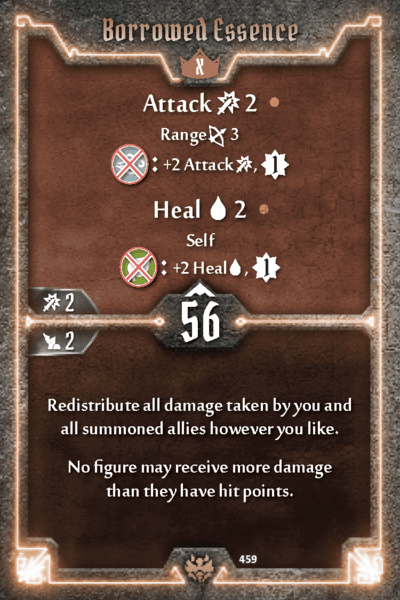 Borrowed Essence
X
Attack 2
Range 3
: +2 Attack , 1
Heal 2
Self
: +2 Heal , 1
2
56
2
Redistribute all damage taken by you and
all summoned allies however you like.
No figure may receive more damage
than they have hit points.
459